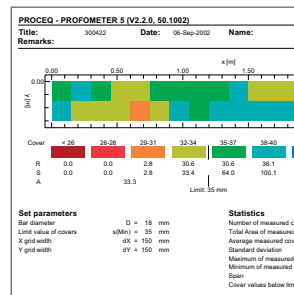 PROCEQ - PROFOMETER 5 (V2.2.0, 50.1002)
Title: 300422 Date: 06-Sep-2002 Name:
Remarks:
x [m]
0.00 0.50 1.00 1.50
0.00
y [m]
Cover < 26 26-28 29-31 32-34 35-37 38-40
R 0.0 0.0 2.8 30.6 30.6 36.1
S 0.0 0.0 2.8 33.4 64.0 100.1
A 33.3
Limit: 35 mm
Set parameters Statistics
Bar diameter D = 18 mm Number of measured c
Limit value of covers s(Min) = 35 mm Total Area of measured
X grid width dX = 150 mm Average measured cov
Y grid width dY = 150 mm Standard deviation
Maximum of measured
Minimum of measured
Span
Cover values below lim